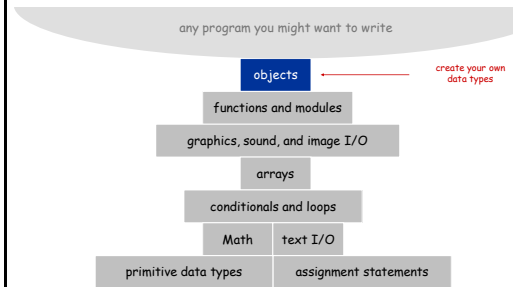 any program you might want to write
objects
create your own
data types
functions and modules
graphics, sound, and image I/O
arrays
conditionals and loops
Math text I/O
primitive data types assignment statements